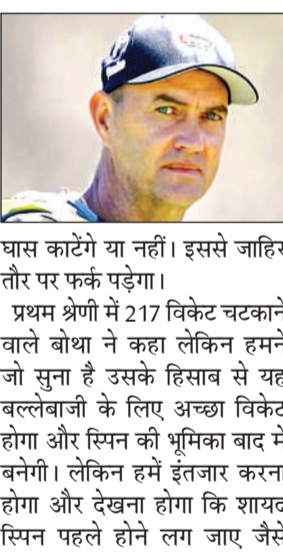 घास काटेंगे या नहीं। इससे जाहिर
तौर पर फर्क पड़ेगा।
प्रथम श्रेणी में 217 विकेट चटकाने
वाले बोथा ने कहा लेकिन हमने
जो सुना है उसके हिसाब से यह
बल्लेबाजी के लिए अच्छा विकेट
होगा और स्पिन की भूमिका बाद में
बनेगी। लेकिन हमें इंतजार करना
होगा और देखना होगा कि शायद
स्पिन पहले होने लग जाए जैसे